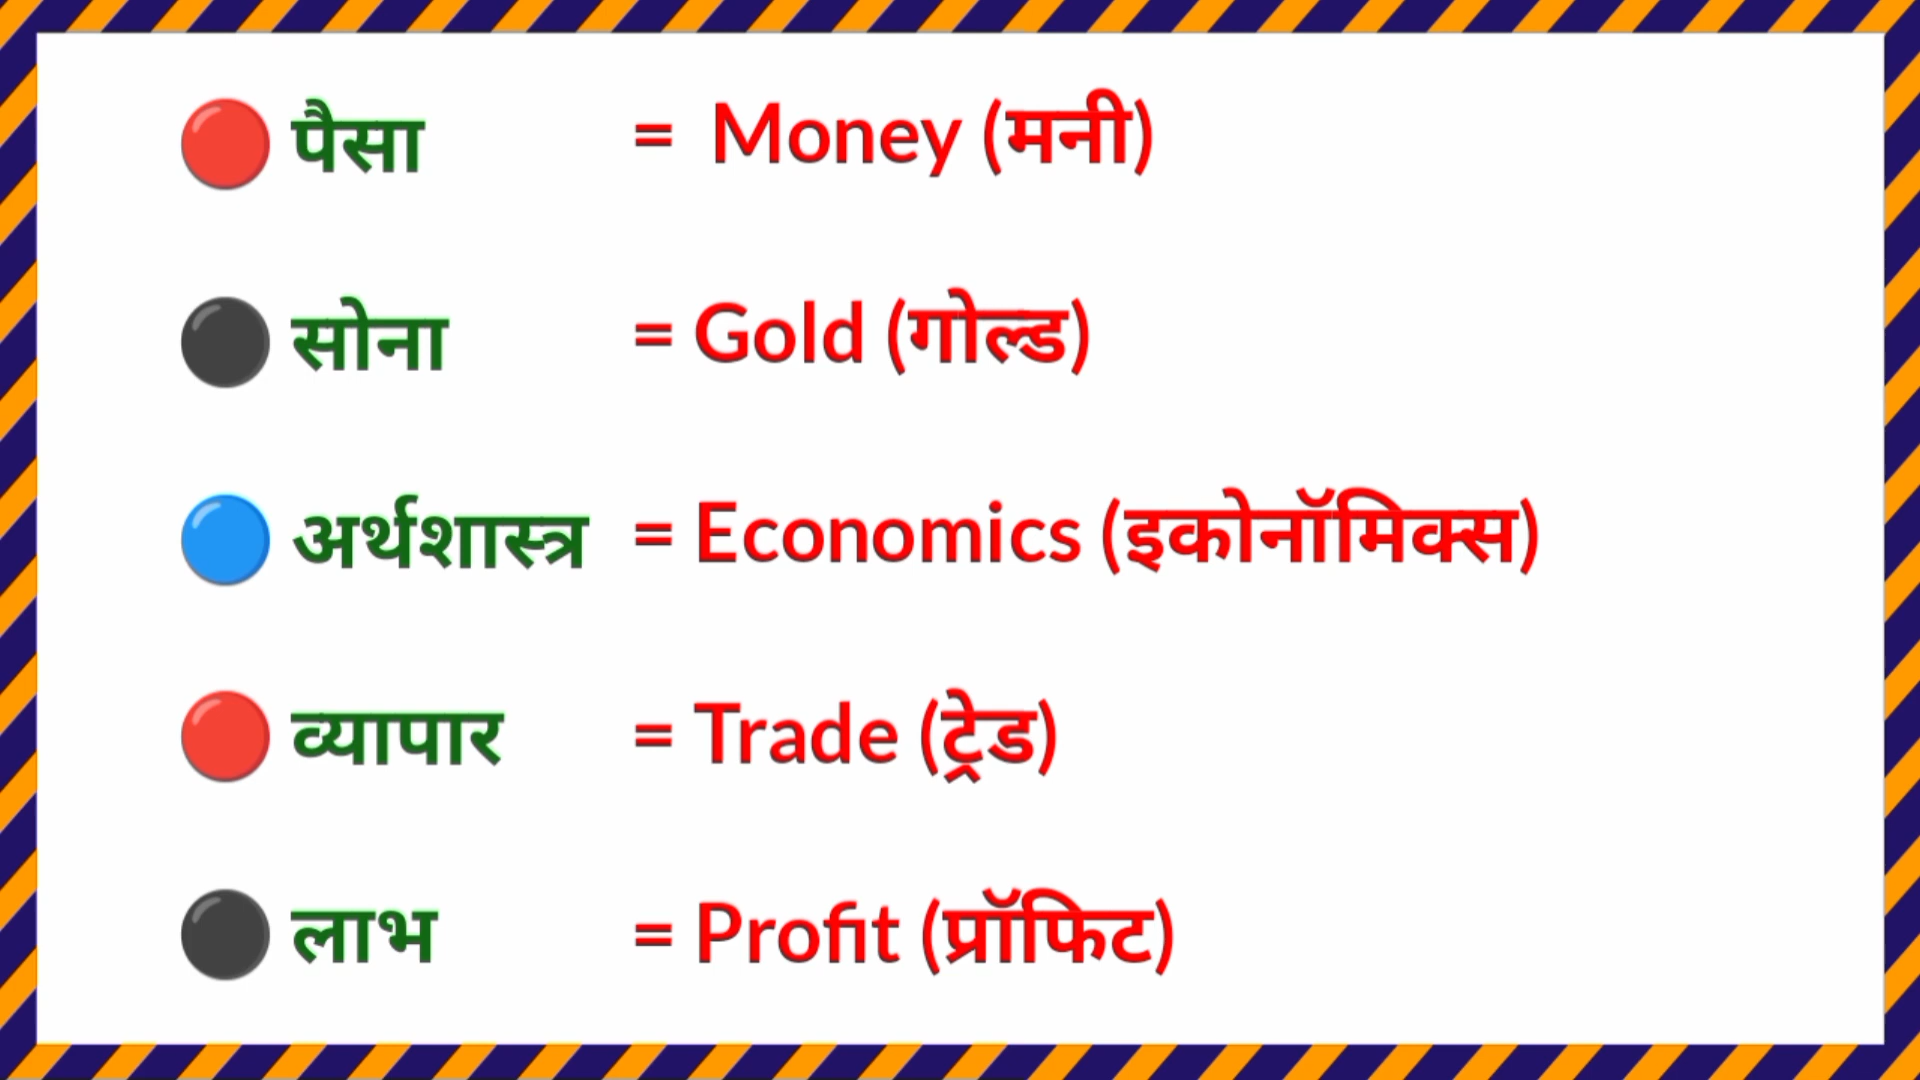 पैसा = Money (मनी)
सोना = Gold (गोल्ड)
अर्थशास्त्र = Economics (इकोनॉमिक्स)
व्यापार = Trade (ट्रेड)
लाभ = Profit (प्रॉफिट)